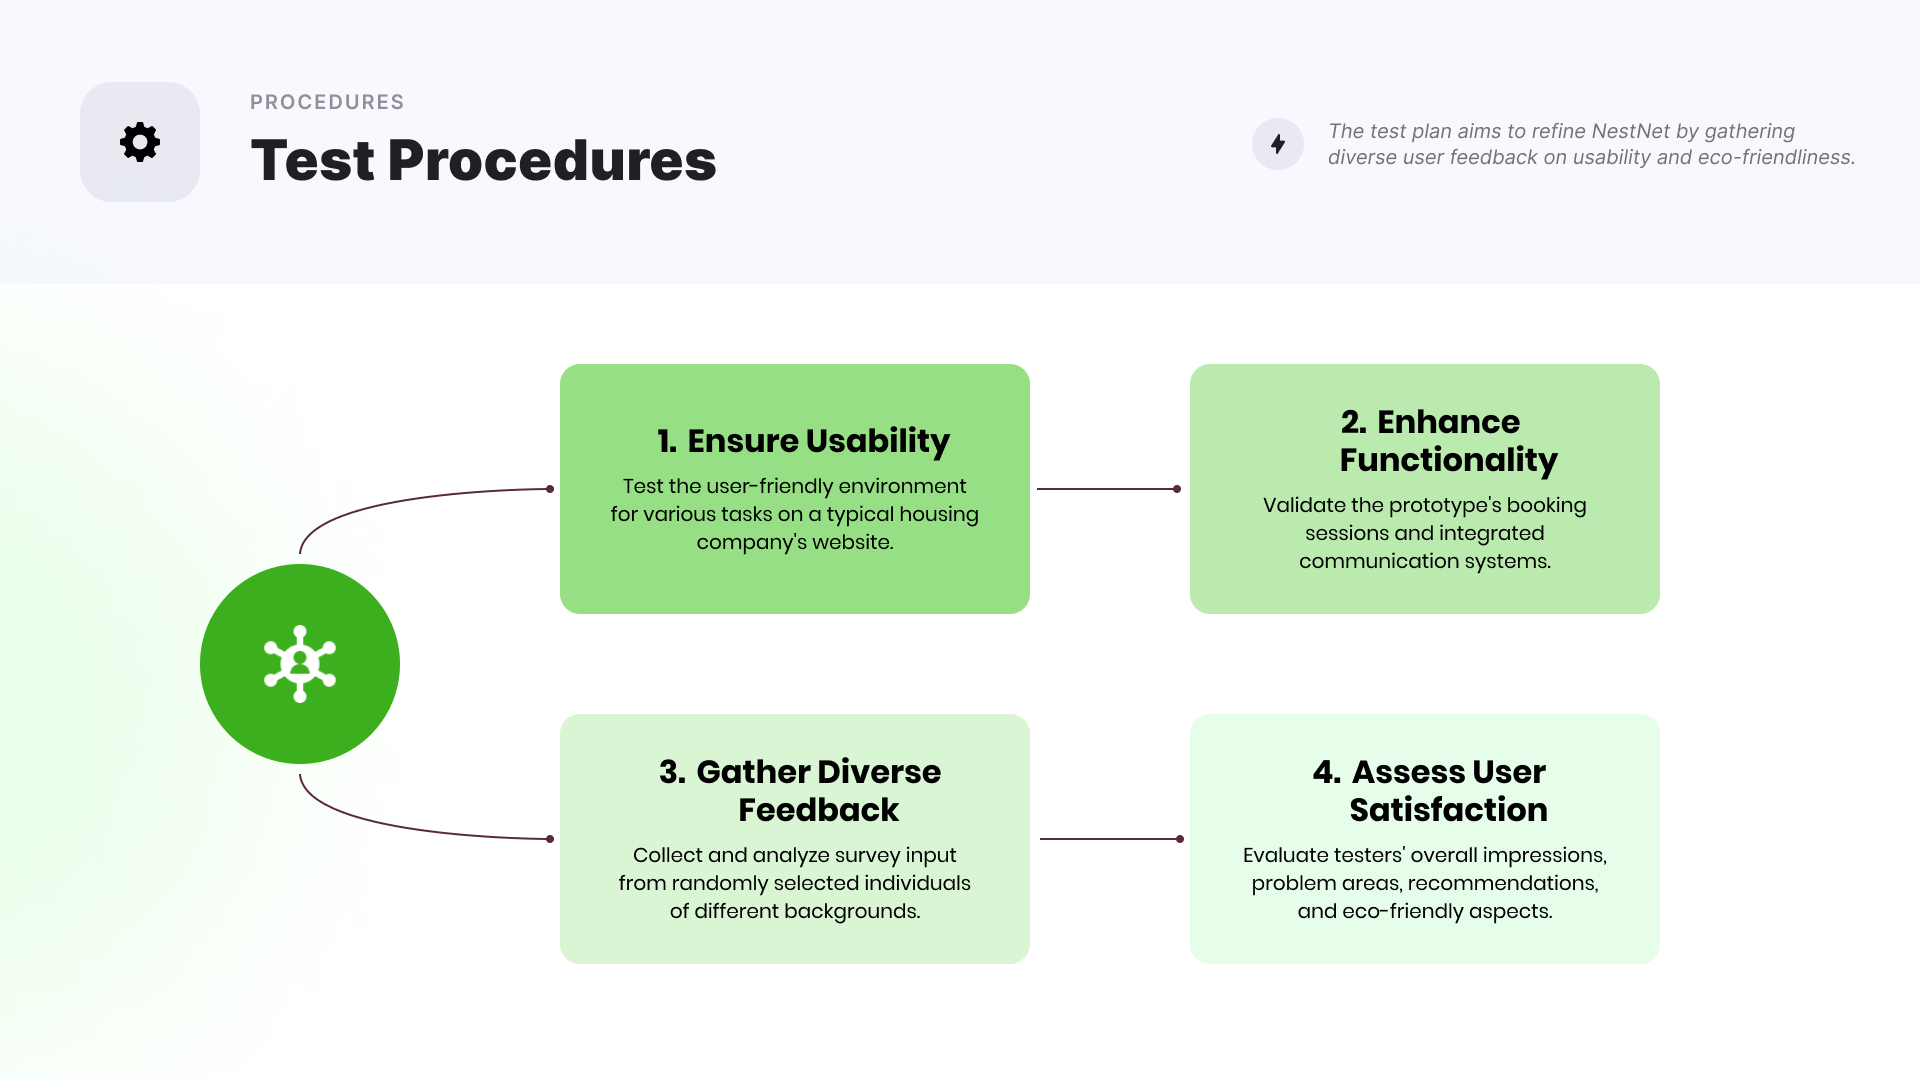 PROCEDURES
Test Procedures
The test plan aims to refine NestNet by gathering
diverse user feedback on usability and eco-friendliness.
1. Ensure Usability
Test the user-friendly environment
for various tasks on a typical housing
company's website.
2. Enhance
Functionality
Validate the prototype's booking
sessions and integrated
communication systems.
3. Gather Diverse
Feedback
Collect and analyze survey input
from randomly selected individuals
of different backgrounds.
4. Assess User
Satisfaction
Evaluate testers' overall impressions,
problem areas, recommendations,
and eco-friendly aspects.